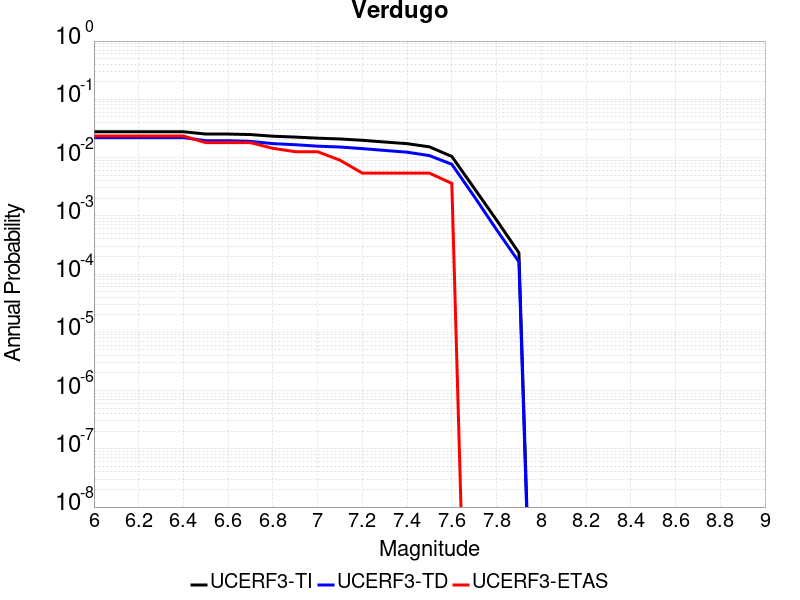 Verdugo
10^0
10^-1
10^-2
10^-3
10^-4
10^-5
10^-6
10^-7
10^-8
Annual Probability
6 6.2 6.4 6.6 6.8 7 7.2 7.4 7.6 7.8 8 8.2 8.4 8.6 8.8 9
Magnitude
UCERF3-TI UCERF3-TD UCERF3-ETAS